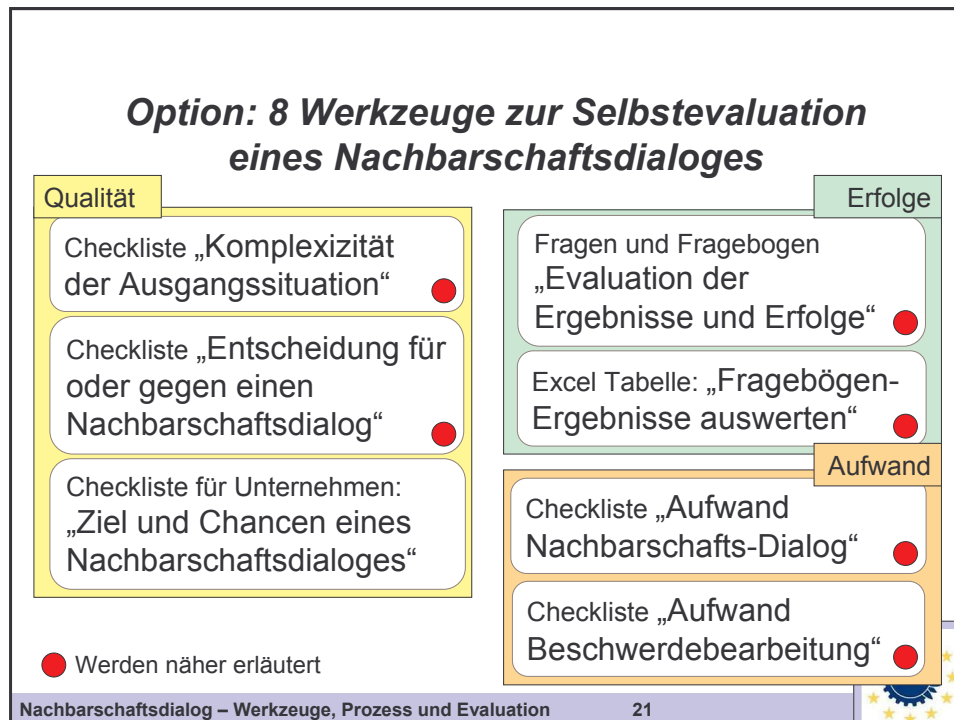 Option: 8 Werkzeuge zur Selbstevaluation
eines Nachbarschaftsdialoges
Qualität
Checkliste „Komplexizität
der Ausgangssituation“
Checkliste „Entscheidung für
oder gegen einen
Nachbarschaftsdialog“
Checkliste für Unternehmen:
„Ziel und Chancen eines
Nachbarschaftsdialoges“
Erfolge
Fragen und Fragebogen
„Evaluation der
Ergebnisse und Erfolge“
Excel Tabelle: „Fragebögen-
Ergebnisse auswerten“
Aufwand
Checkliste „Aufwand
Nachbarschafts-Dialog“
Checkliste „Aufwand
Beschwerdebearbeitung“
Werden näher erläutert
Nachbarschaftsdialog – Werkzeuge, Prozess und Evaluation 21